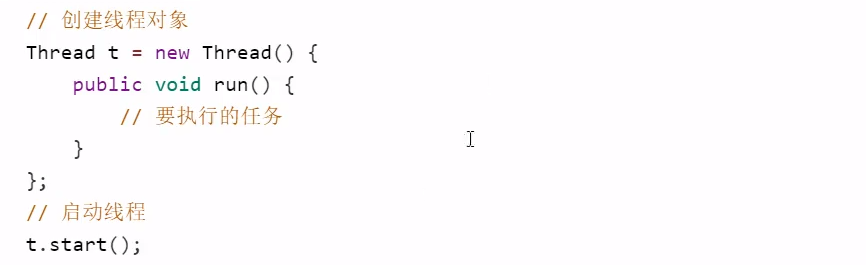 // 创建线程对象
Thread t = new Thread() {
    public void run() {
        // 要执行的任务
    }
};
// 启动线程
t.start();